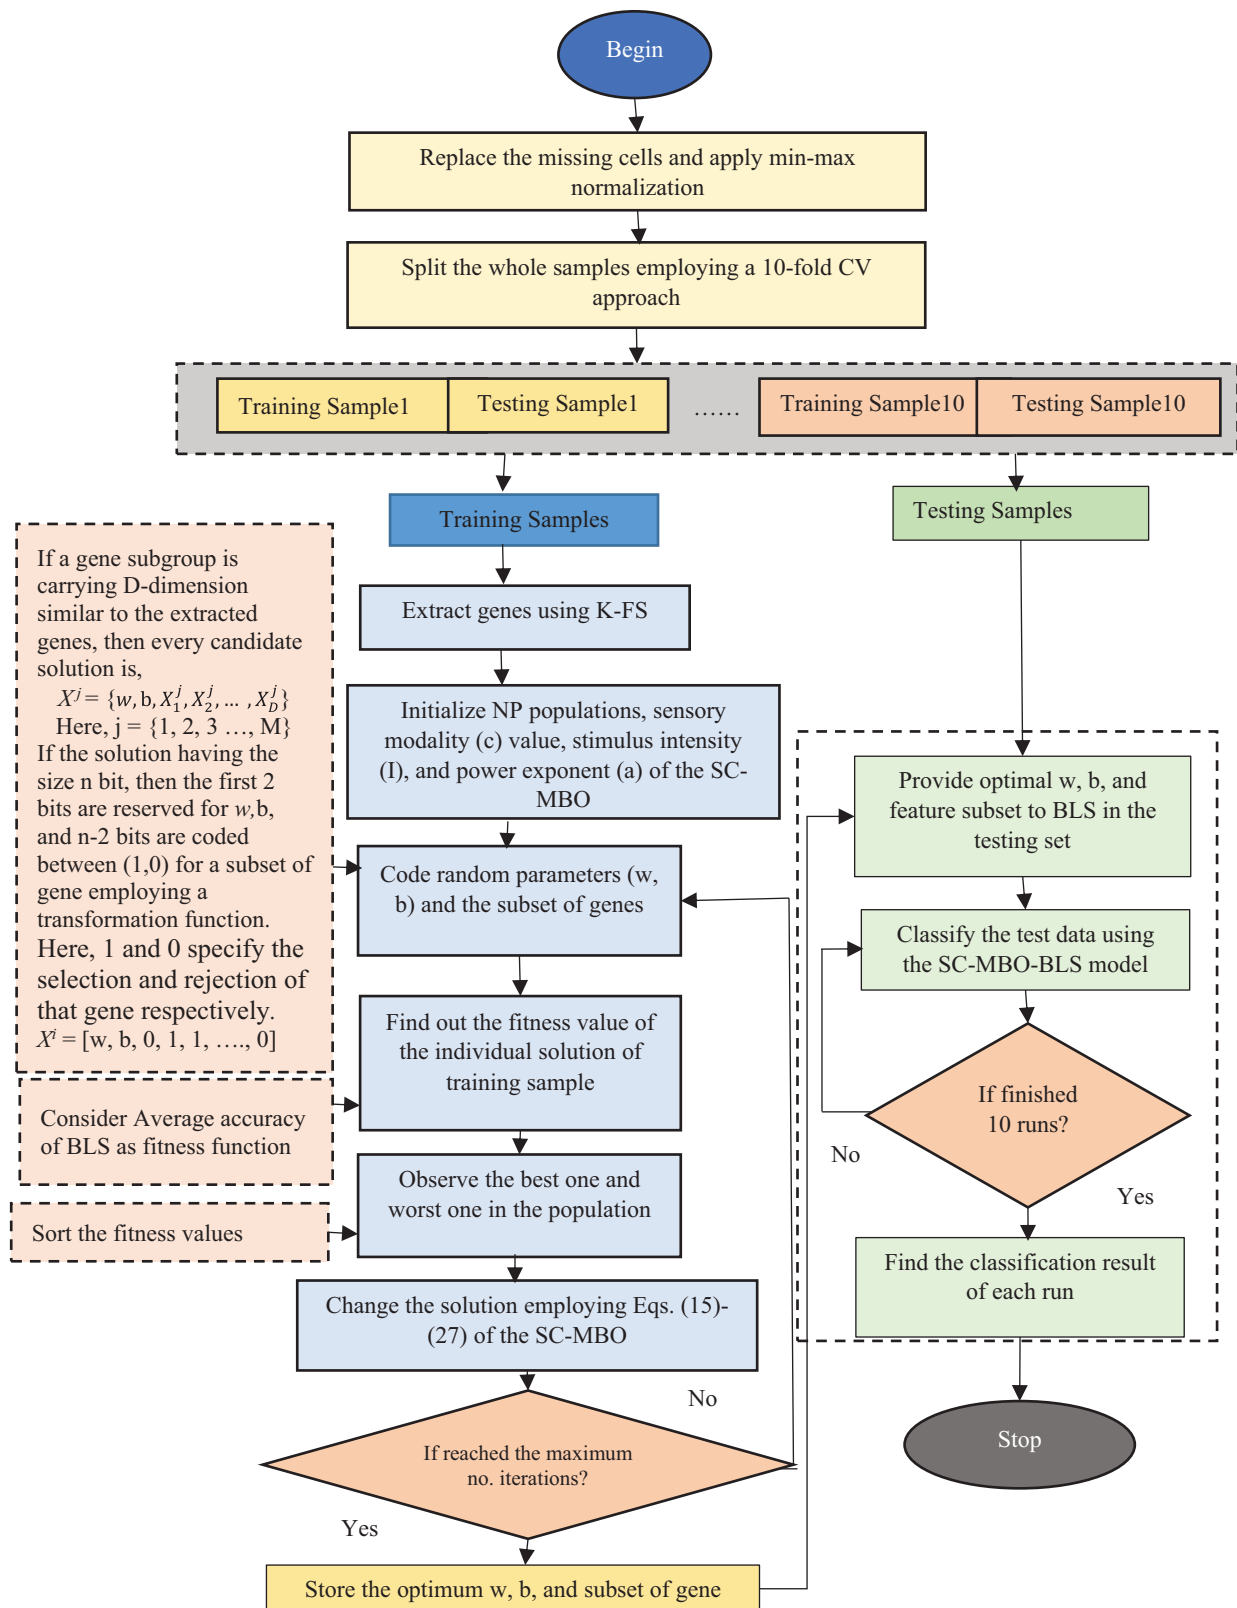 Begin
Replace the missing cells and apply min-max
normalization
Split the whole samples employing a 10-fold CV
approach
Training Sample1
Testing Sample1
......
Training Sample10
Testing Sample10
Training Samples
Testing Samples
If a gene subgroup is
carrying D-dimension
similar to the extracted
genes, then every candidate
solution is,
X^j = {w, b, X_1^j, X_2^j, … , X_D^j}
Here, j = {1, 2, 3 …, M}
If the solution having the
size n bit, then the first 2
bits are reserved for w,b,
and n-2 bits are coded
between (1,0) for a subset of
gene employing a
transformation function.
Here, 1 and 0 specify the
selection and rejection of
that gene respectively.
X^i = [w, b, 0, 1, 1, …., 0]
Consider Average accuracy
of BLS as fitness function
Sort the fitness values
Extract genes using K-FS
Initialize NP populations, sensory
modality (c) value, stimulus intensity
(I), and power exponent (a) of the SC-
MBO
Code random parameters (w,
b) and the subset of genes
Find out the fitness value of
the individual solution of
training sample
Observe the best one and
worst one in the population
Change the solution employing Eqs. (15)-
(27) of the SC-MBO
No
If reached the maximum
no. iterations?
Yes
Store the optimum w, b, and subset of gene
Provide optimal w, b, and
feature subset to BLS in the
testing set
Classify the test data using
the SC-MBO-BLS model
If finished
10 runs?
No
Yes
Find the classification result
of each run
Stop